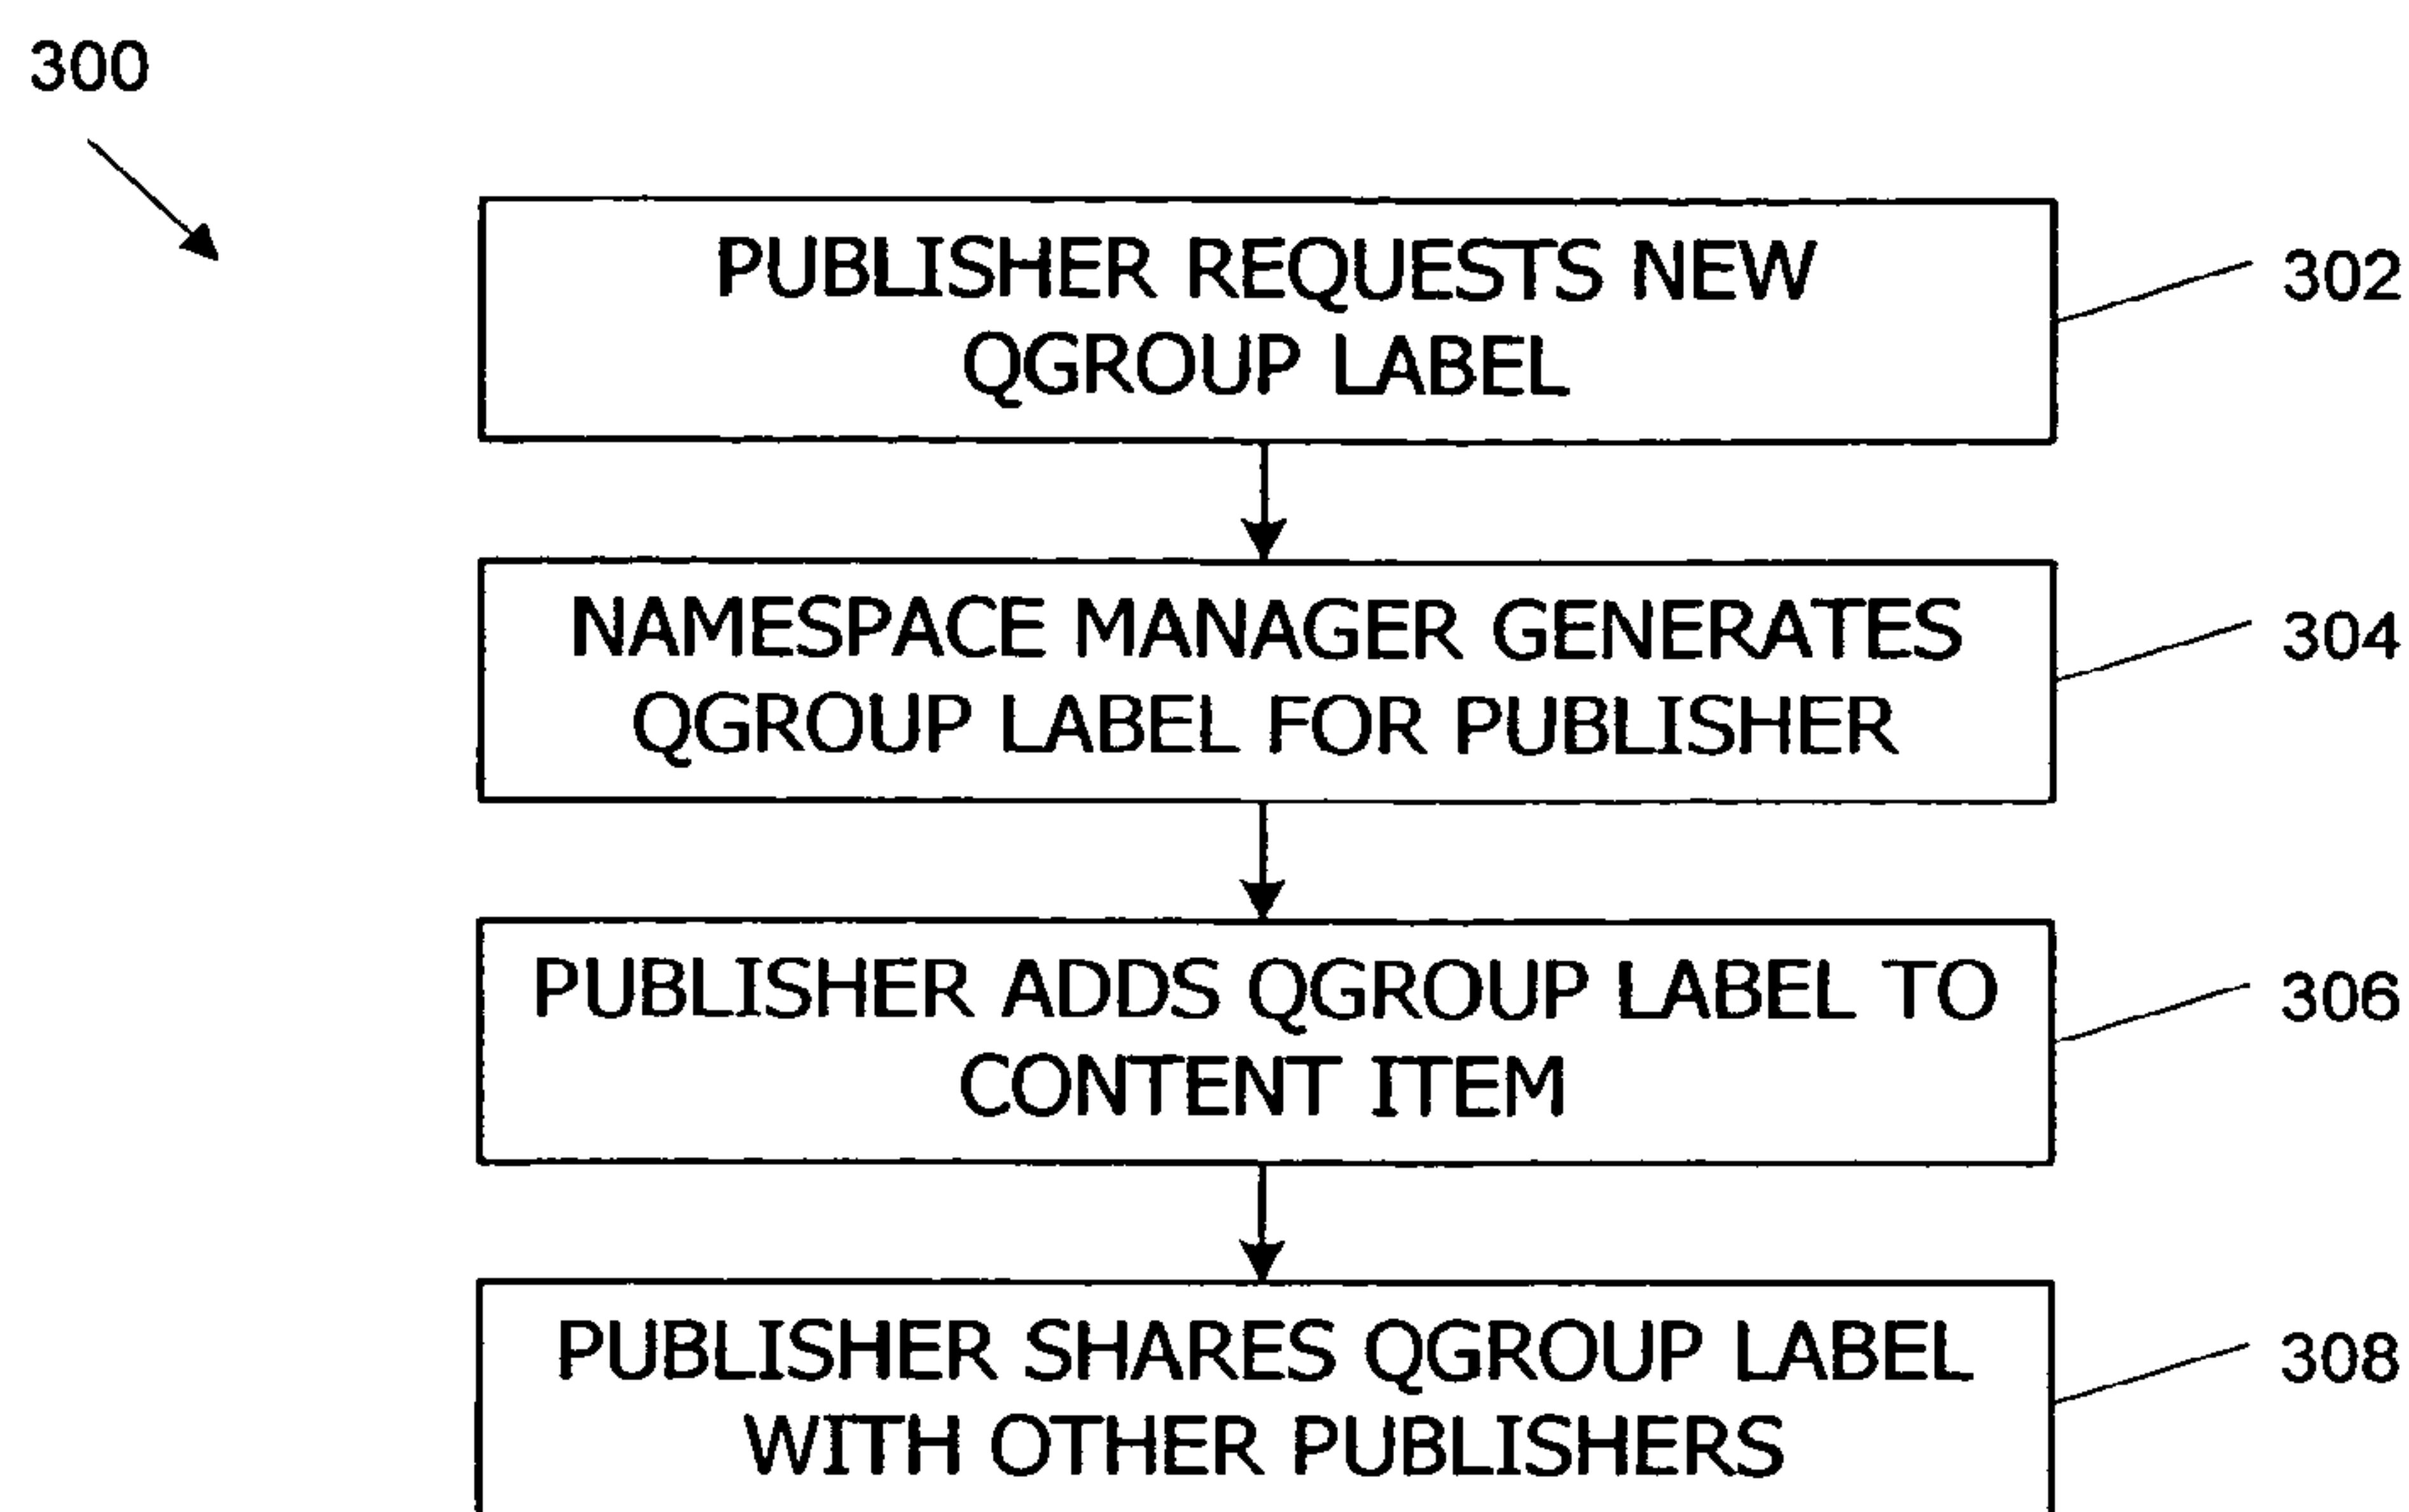 300
PUBLISHER REQUESTS NEW
QGROUP LABEL
302
NAMESPACE MANAGER GENERATES
QGROUP LABEL FOR PUBLISHER
304
PUBLISHER ADDS QGROUP LABEL TO
CONTENT ITEM
306
PUBLISHER SHARES QGROUP LABEL
WITH OTHER PUBLISHERS
308